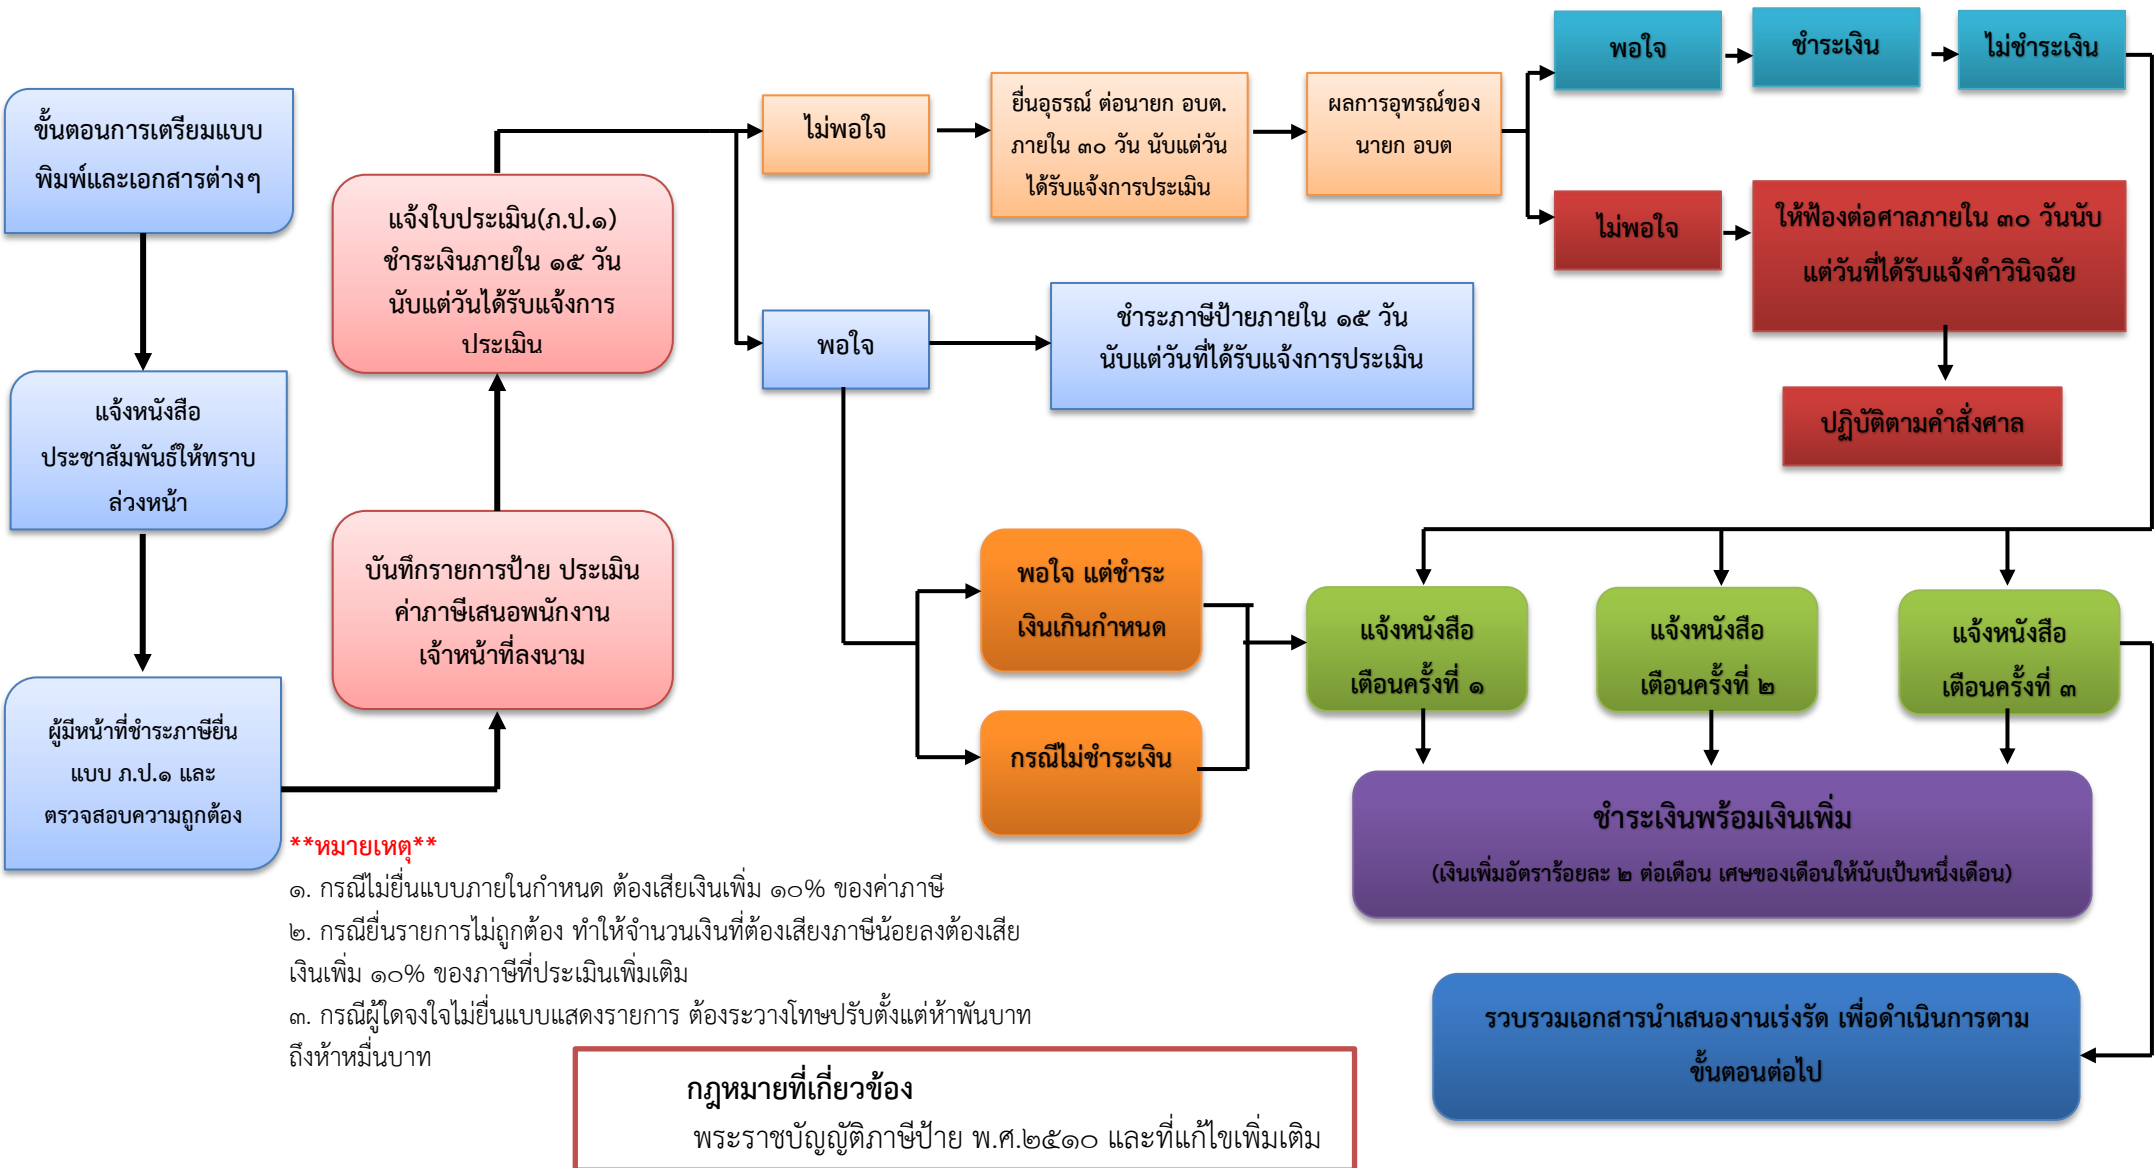 ขั้นตอนการเตรียมแบบ
พิมพ์และเอกสารต่างๆ
แจ้งหนังสือ
ประชาสัมพันธ์ให้ทราบ
ล่วงหน้า
ผู้มีหน้าที่ชำระภาษียื่น
แบบ ภ.ป.๑ และ
ตรวจสอบความถูกต้อง
บันทึกรายการป้าย ประเมิน
ค่าภาษีเสนอพนักงาน
เจ้าหน้าที่ลงนาม
แจ้งใบประเมิน(ภ.ป.๑)
ชำระเงินภายใน ๑๕ วัน
นับแต่วันได้รับแจ้งการ
ประเมิน
ไม่พอใจ
ยื่นอุธรณ์ ต่อนายก อบต.
ภายใน ๓๐ วัน นับแต่วัน
ได้รับแจ้งการประเมิน
ผลการอุทรณ์ของ
นายก อบต
พอใจ
ชำระเงิน
ไม่ชำระเงิน
ไม่พอใจ
ให้ฟ้องต่อศาลภายใน ๓๐ วันนับ
แต่วันที่ได้รับแจ้งคำวินิจฉัย
ปฏิบัติตามคำสั่งศาล
พอใจ
ชำระภาษีป้ายภายใน ๑๕ วัน
นับแต่วันที่ได้รับแจ้งการประเมิน
พอใจ แต่ชำระ
เงินเกินกำหนด
กรณีไม่ชำระเงิน
แจ้งหนังสือ
เตือนครั้งที่ ๑
แจ้งหนังสือ
เตือนครั้งที่ ๒
แจ้งหนังสือ
เตือนครั้งที่ ๓
ชำระเงินพร้อมเงินเพิ่ม
(เงินเพิ่มอัตราร้อยละ ๒ ต่อเดือน เศษของเดือนให้นับเป็นหนึ่งเดือน)
รวบรวมเอกสารนำเสนองานเร่งรัด เพื่อดำเนินการตาม
ขั้นตอนต่อไป
**หมายเหตุ**
๑. กรณีไม่ยื่นแบบภายในกำหนด ต้องเสียเงินเพิ่ม ๑๐% ของค่าภาษี
๒. กรณียื่นรายการไม่ถูกต้อง ทำให้จำนวนเงินที่ต้องเสียงภาษีน้อยลงต้องเสีย
เงินเพิ่ม ๑๐% ของภาษีที่ประเมินเพิ่มเติม
๓. กรณีผู้ใดจงใจไม่ยื่นแบบแสดงรายการ ต้องระวางโทษปรับตั้งแต่ห้าพันบาท
ถึงห้าหมื่นบาท
กฎหมายที่เกี่ยวข้อง
พระราชบัญญัติภาษีป้าย พ.ศ.๒๕๑๐ และที่แก้ไขเพิ่มเติม